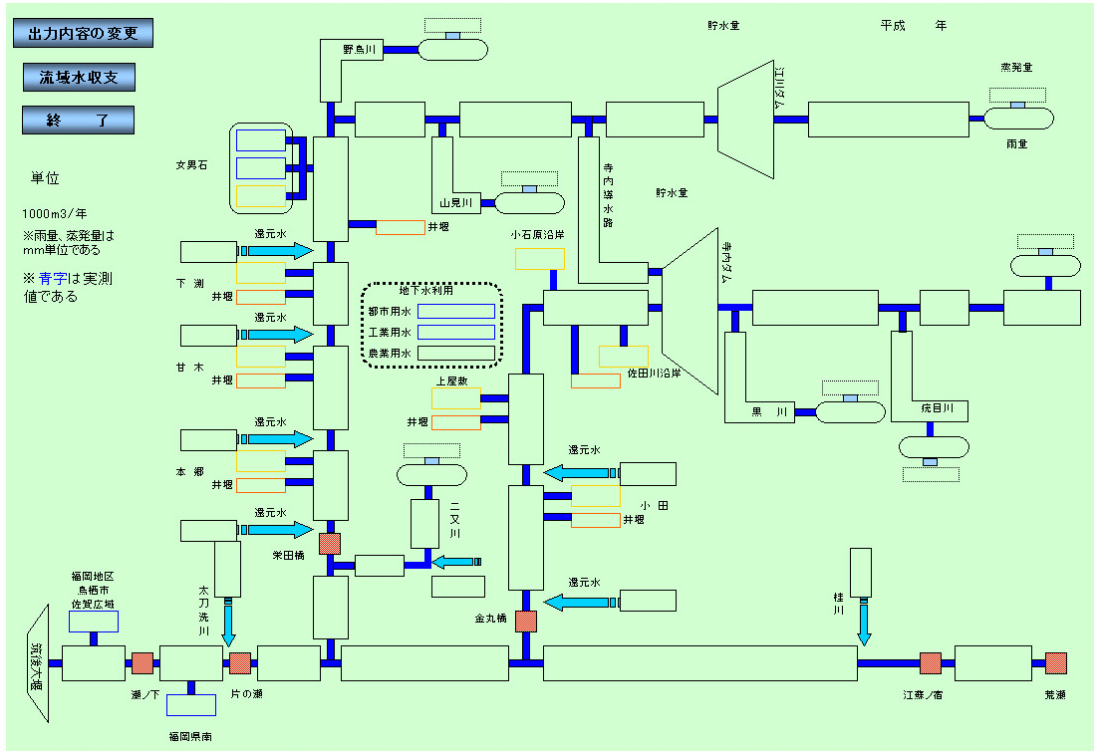 出力内容の変更
流域水収支
終 了
単位
1000m3/年
※雨量、蒸発量は
mm単位である
※ 青字は実測
値である
貯水量
平成 年
野鳥川
江川ダム
蒸発量
雨量
女男石
山見川
寺内導水路
貯水量
井堰
小石原沿岸
寺内ダム
還元水
下 渕
井堰
地下水利用
都市用水
工業用水
農業用水
還元水
甘 木
井堰
佐田川沿岸
上屋敷
井堰
黒 川
疣目川
還元水
本 郷
井堰
二又川
還元水
小 田
井堰
還元水
栄田橋
福岡地区
鳥栖市
佐賀広域
太刀洗川
還元水
金丸橋
桂川
筑後大堰
瀬ノ下
片の瀬
江蘇ノ宿
荒瀬
福岡県南